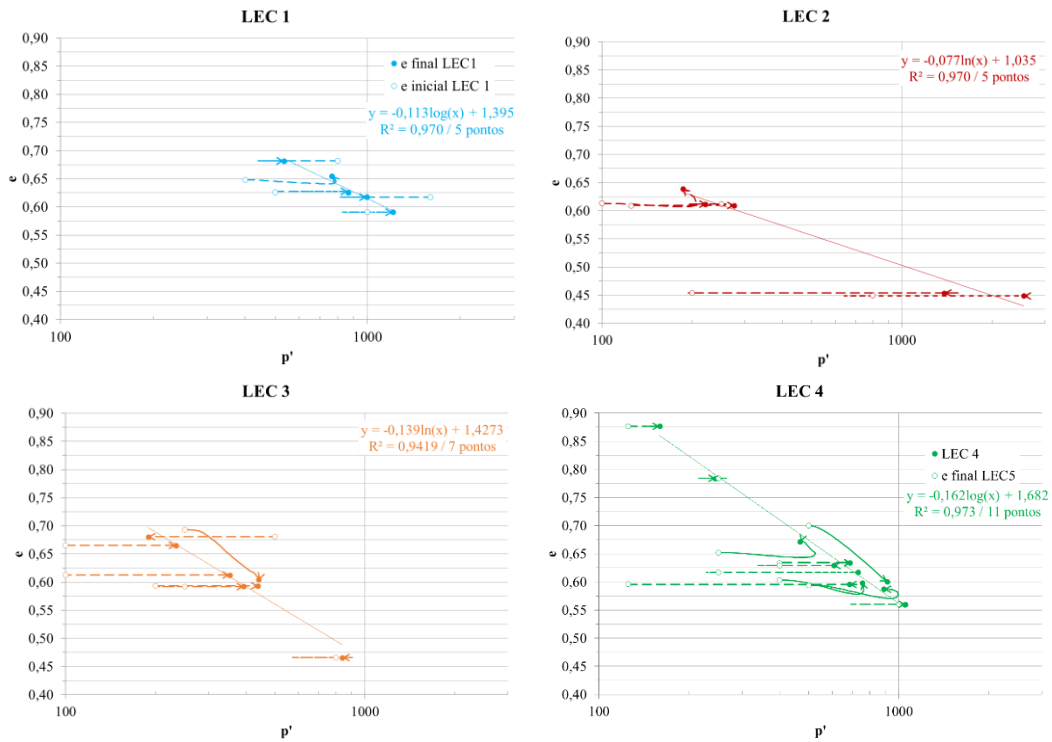 LEC 1
0,90
0,85
0,80
0,75
0,70
0,65
0,60
0,55
0,50
0,45
0,40
e
100
1000
p'
e final LEC1
e inicial LEC 1
y = -0,113log(x) + 1,395
R² = 0,970 / 5 pontos
LEC 2
0,90
0,85
0,80
0,75
0,70
0,65
0,60
0,55
0,50
0,45
0,40
e
100
1000
p'
y = -0,077ln(x) + 1,035
R² = 0,970 / 5 pontos
LEC 3
0,90
0,85
0,80
0,75
0,70
0,65
0,60
0,55
0,50
0,45
0,40
e
100
1000
p'
y = -0,139ln(x) + 1,4273
R² = 0,9419 / 7 pontos
LEC 4
0,90
0,85
0,80
0,75
0,70
0,65
0,60
0,55
0,50
0,45
0,40
e
100
1000
p'
LEC 4
e final LEC5
y = -0,162log(x) + 1,682
R² = 0,973 / 11 pontos